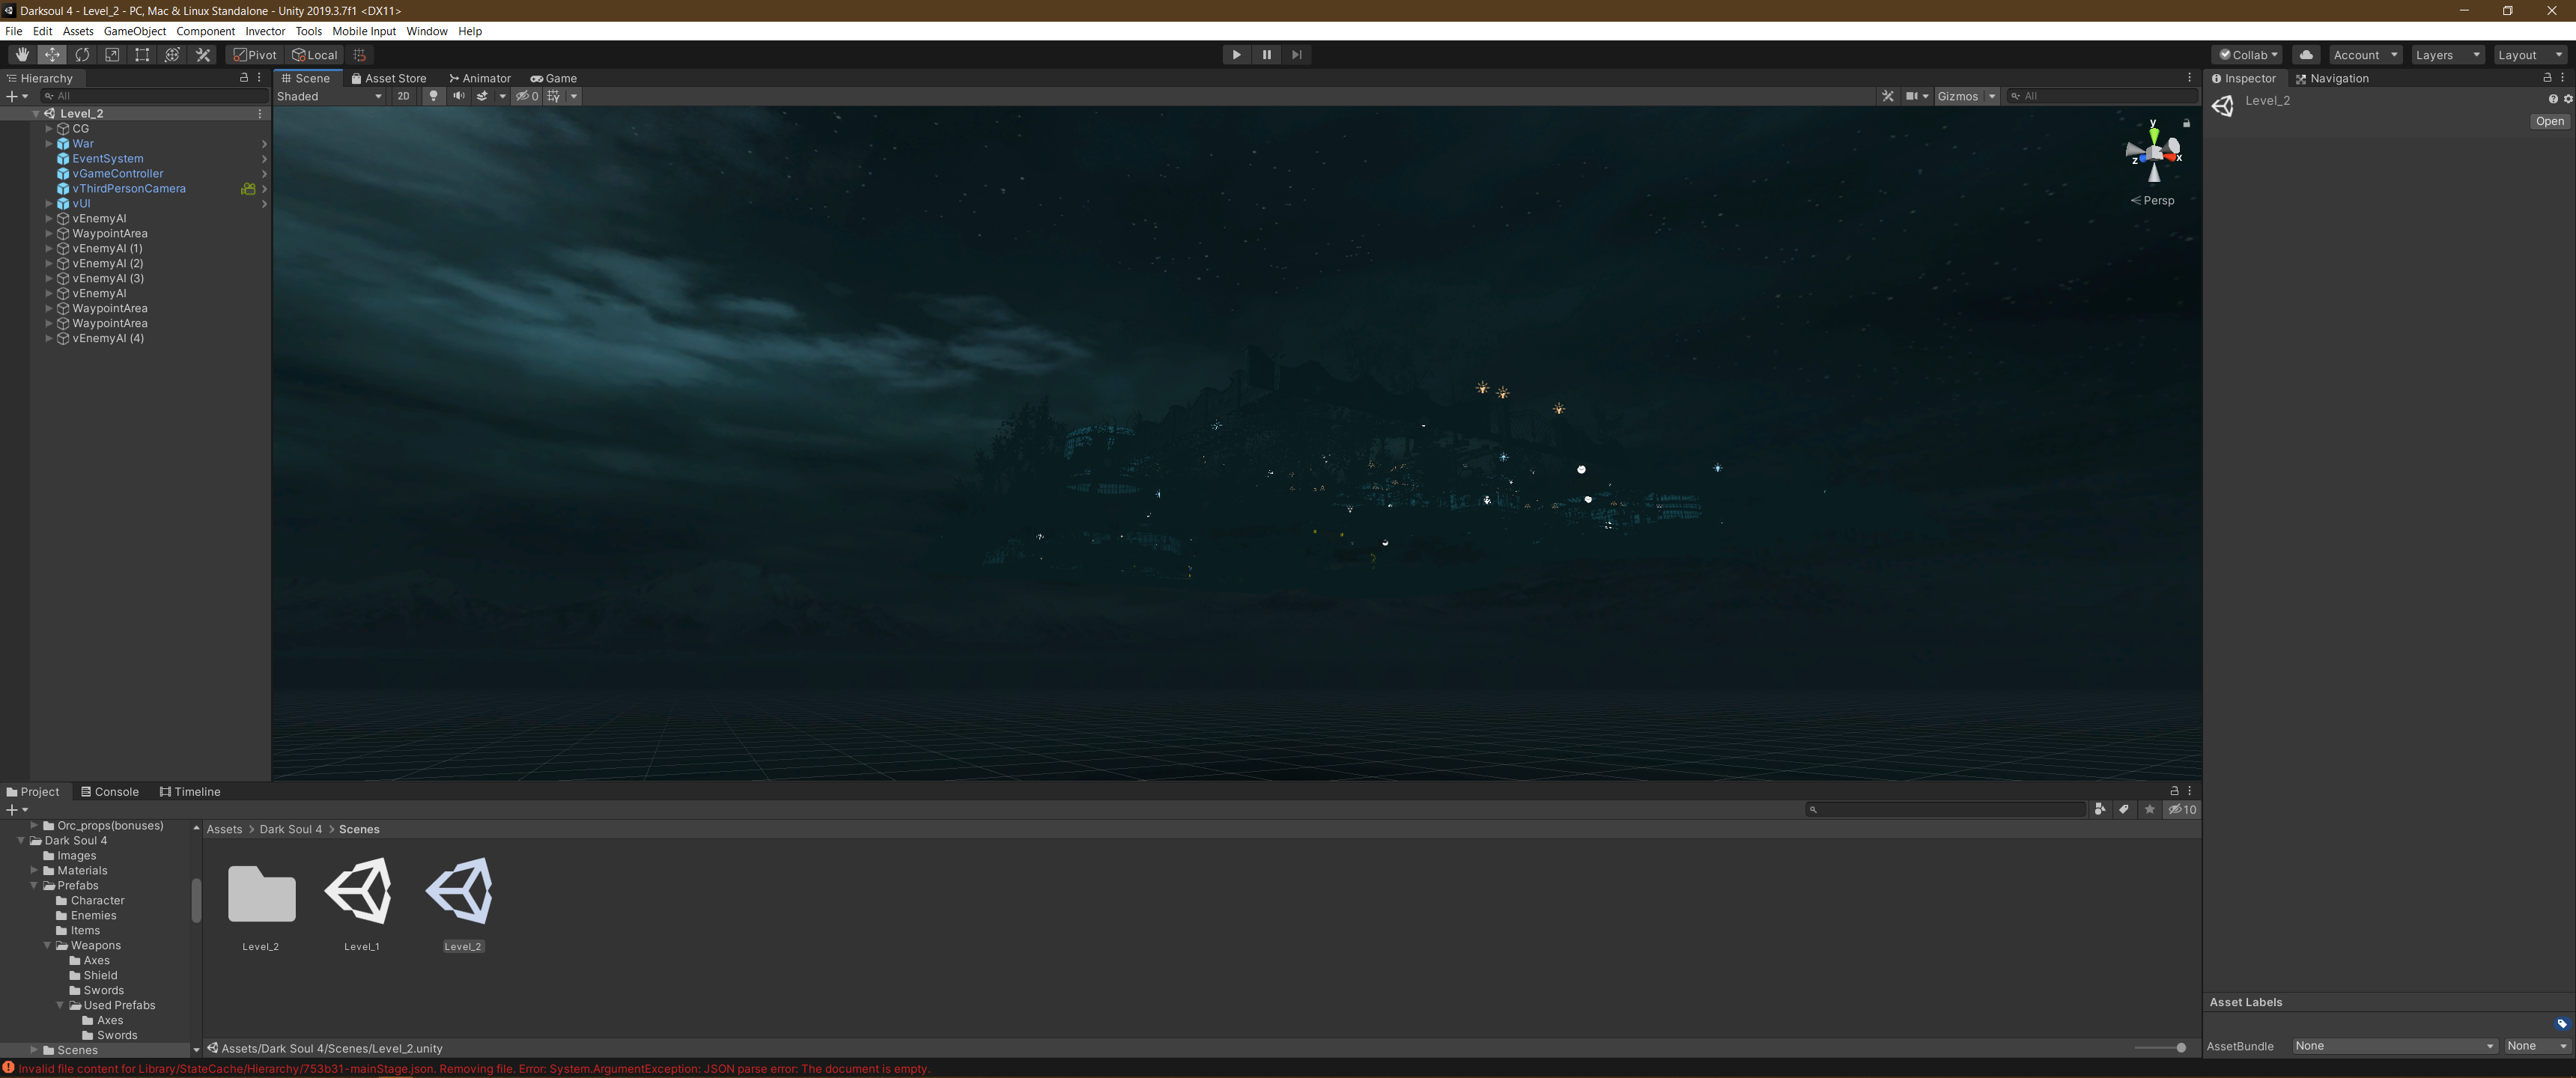 Darksoul 4 - Level_2 - PC, Mac & Linux Standalone - Unity 2019.3.7f1 <DX11>
File Edit Assets GameObject Component Invector Tools Mobile Input Window Help
Pivot Local Collab Account Layers Layout
Hierarchy
All
Level_2
CG
War
EventSystem
vGameController
vThirdPersonCamera
vUI
vEnemyAI
WaypointArea
vEnemyAI (1)
vEnemyAI (2)
vEnemyAI (3)
vEnemyAI
WaypointArea
WaypointArea
vEnemyAI (4)
Scene Asset Store Animator Game
Shaded 2D 0 Gizmos All
y
z x
Persp
Inspector Navigation
Level_2
Open
Project Console Timeline
10
Orc_props(bonuses)
Dark Soul 4
Images
Materials
Prefabs
Character
Enemies
Items
Weapons
Axes
Shield
Swords
Used Prefabs
Axes
Swords
Scenes
Assets > Dark Soul 4 > Scenes
Level_2 Level_1 Level_2
Assets/Dark Soul 4/Scenes/Level_2.unity
Asset Labels
AssetBundle None None
Invalid file content for Library/StateCache/Hierarchy/753b31-mainStage.json. Removing file. Error: System.ArgumentException: JSON parse error: The document is empty.